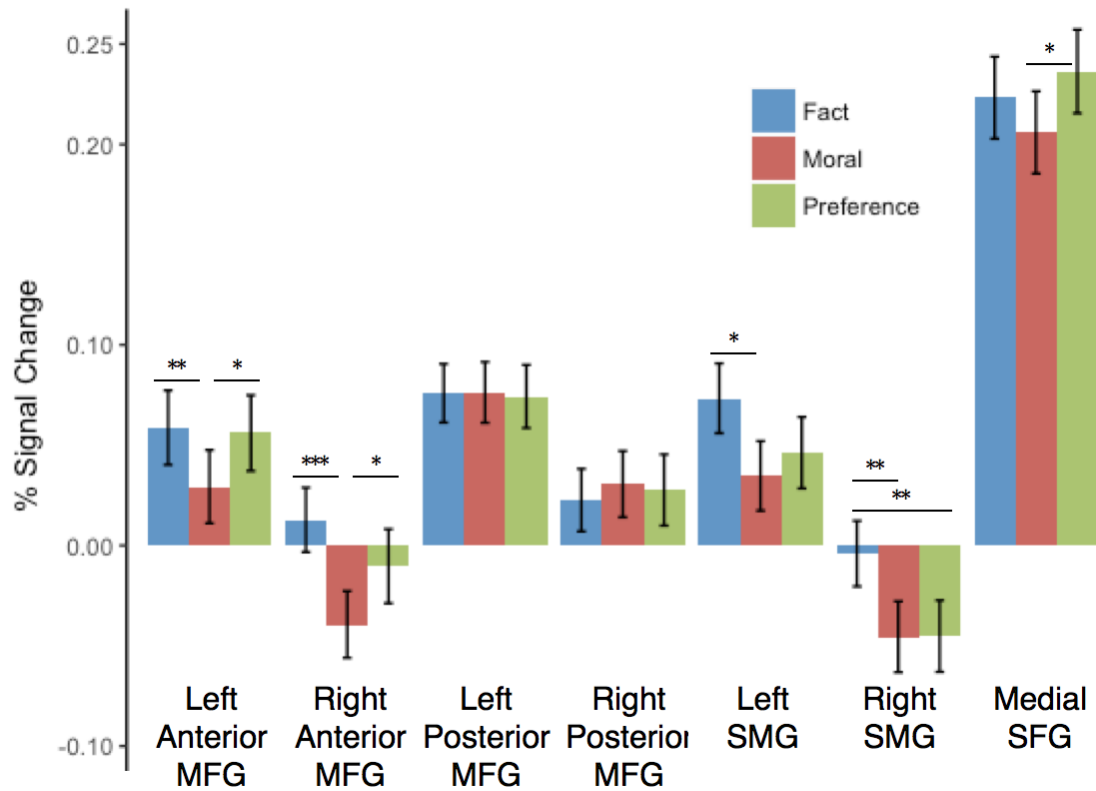 % Signal Change
0.25
0.20
0.10
0.00
-0.10
Fact
Moral
Preference
*
**
*
*
***
*
**
**
Left
Anterior
MFG
Right
Anterior
MFG
Left
Posterior
MFG
Right
Posterior
MFG
Left
SMG
Right
SMG
Medial
SFG